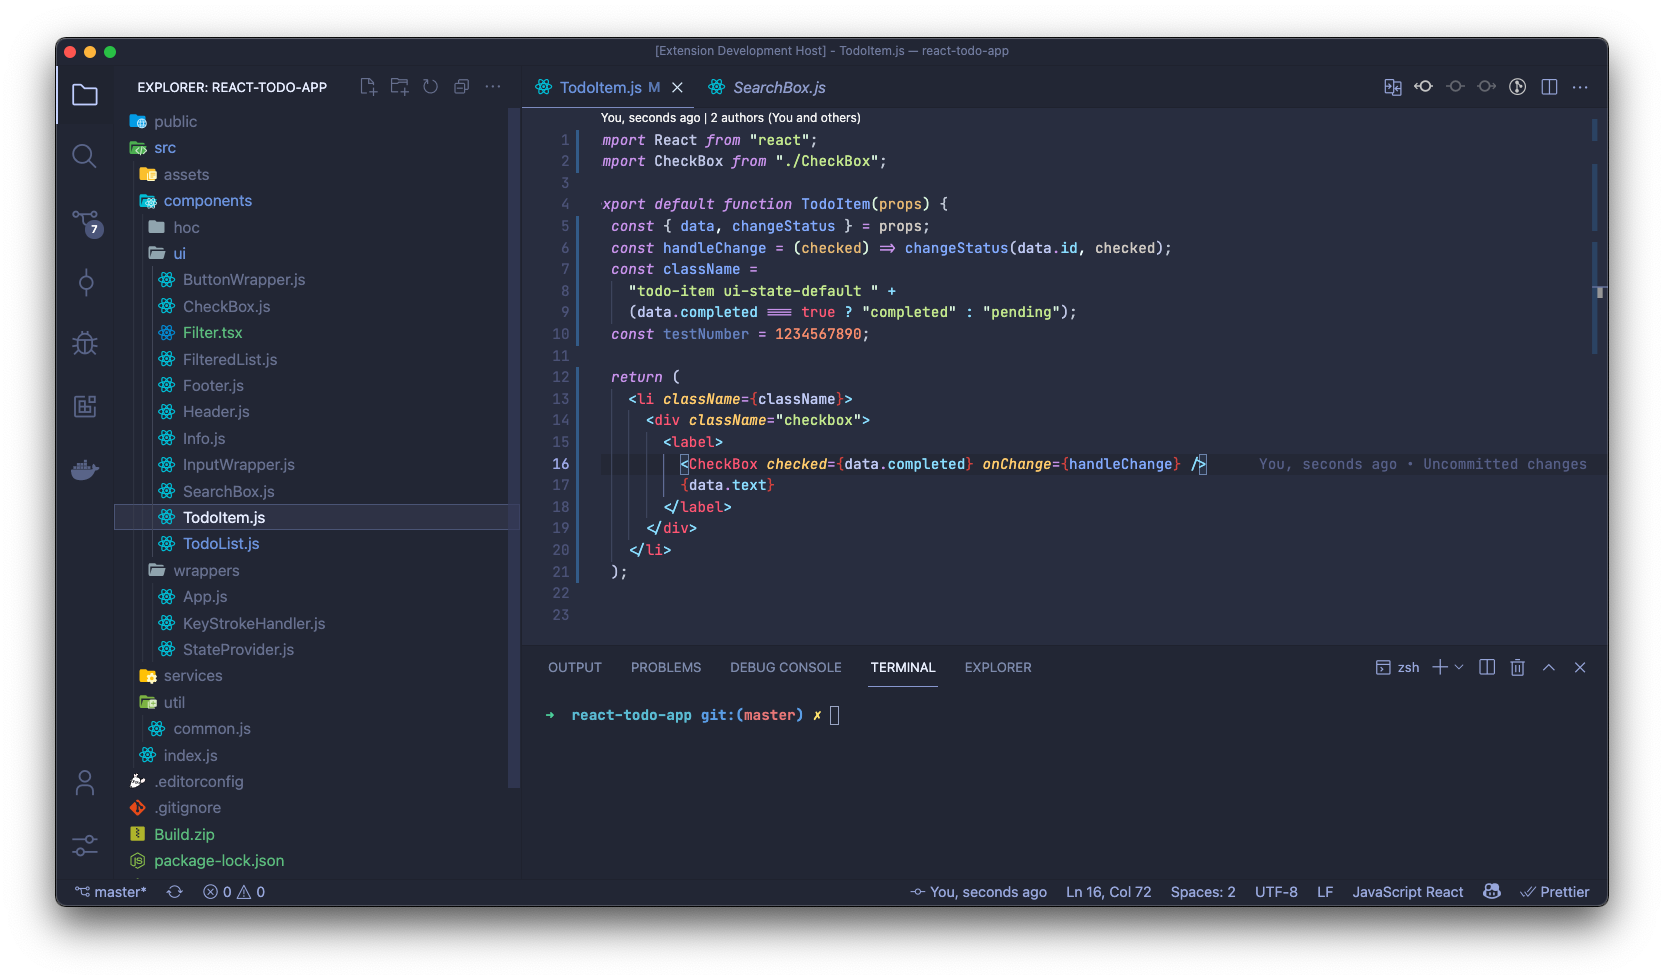 [Extension Development Host] - TodoItem.js — react-todo-app
EXPLORER: REACT-TODO-APP
public
src
assets
components
hoc
ui
ButtonWrapper.js
CheckBox.js
Filter.tsx
FilteredList.js
Footer.js
Header.js
Info.js
InputWrapper.js
SearchBox.js
TodoItem.js
TodoList.js
wrappers
App.js
KeyStrokeHandler.js
StateProvider.js
services
util
common.js
index.js
.editorconfig
.gitignore
Build.zip
package-lock.json
7
TodoItem.js M
SearchBox.js
You, seconds ago | 2 authors (You and others)
1 mport React from "react";
2 mport CheckBox from "./CheckBox";
3
4 xport default function TodoItem(props) {
5 const { data, changeStatus } = props;
6 const handleChange = (checked) => changeStatus(data.id, checked);
7 const className =
8 "todo-item ui-state-default " +
9 (data.completed === true ? "completed" : "pending");
10 const testNumber = 1234567890;
11
12 return (
13 <li className={className}>
14 <div className="checkbox">
15 <label>
16 <CheckBox checked={data.completed} onChange={handleChange} /> You, seconds ago • Uncommitted changes
17 {data.text}
18 </label>
19 </div>
20 </li>
21 );
22
23
OUTPUT PROBLEMS DEBUG CONSOLE TERMINAL EXPLORER
zsh
➜ react-todo-app git:(master) ✗
master* 0 0
You, seconds ago Ln 16, Col 72 Spaces: 2 UTF-8 LF JavaScript React Prettier